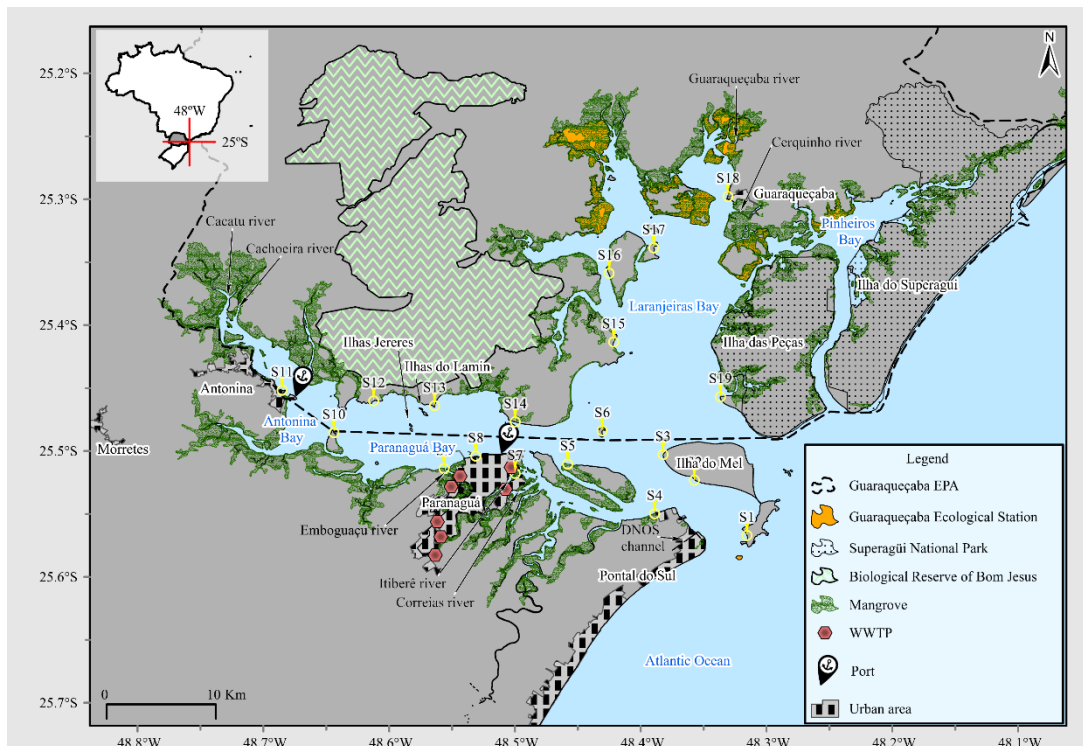 N
25.2°S
25.3°S
25.4°S
25.5°S
25.6°S
25.7°S
48°W
25°S
Guaraqueçaba river
Cerquinho river
S18
Guaraqueçaba
Pinheiros
Bay
Cacatu river
Cachoeira river
S17
S16
Ilha do Superagui
Laranjeiras Bay
S15
Ilhas Jereres
Ilha das Peças
Ilhas do Lamin
S11
S12
S13
S19
Antonina
S14
S10
S6
Antonina
Bay
Morretes
Paranaguá Bay
S8
S5
S3
S7
Ilha do Mel
Paranaguá
S4
S1
Emboguaçu river
DNOS
channel
Itiberê river
Pontal do Sul
Correias river
Atlantic Ocean
0
10 Km
Legend
Guaraqueçaba EPA
Guaraqueçaba Ecological Station
Superagüi National Park
Biological Reserve of Bom Jesus
Mangrove
WWTP
Port
Urban area
48.8°W
48.7°W
48.6°W
48.5°W
48.4°W
48.3°W
48.2°W
48.1°W